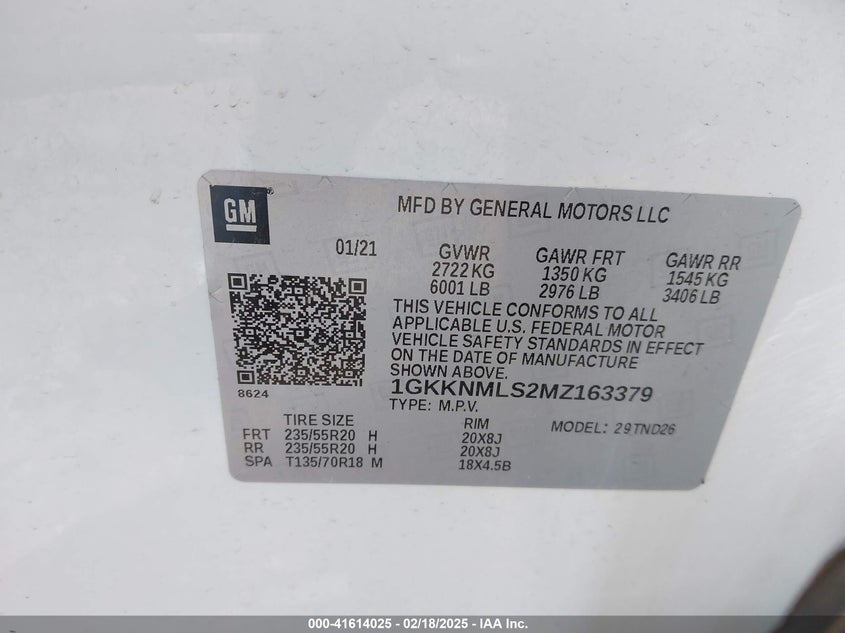 GM
MFD BY GENERAL MOTORS LLC
01/21
GVWR
2722 KG
6001 LB
GAWR FRT
1350 KG
2976 LB
GAWR RR
1545 KG
3406 LB
THIS VEHICLE CONFORMS TO ALL
APPLICABLE U.S. FEDERAL MOTOR
VEHICLE SAFETY STANDARDS IN EFFECT
ON THE DATE OF MANUFACTURE
SHOWN ABOVE.
8624
1GKKNMLS2MZ163379
TYPE: M.P.V.
MODEL: 29TND26
TIRE SIZE RIM
FRT 235/55R20 H 20X8J
RR 235/55R20 H 20X8J
SPA T135/70R18 M 18X4.5B
000-41614025 - 02/18/2025 - IAA Inc.